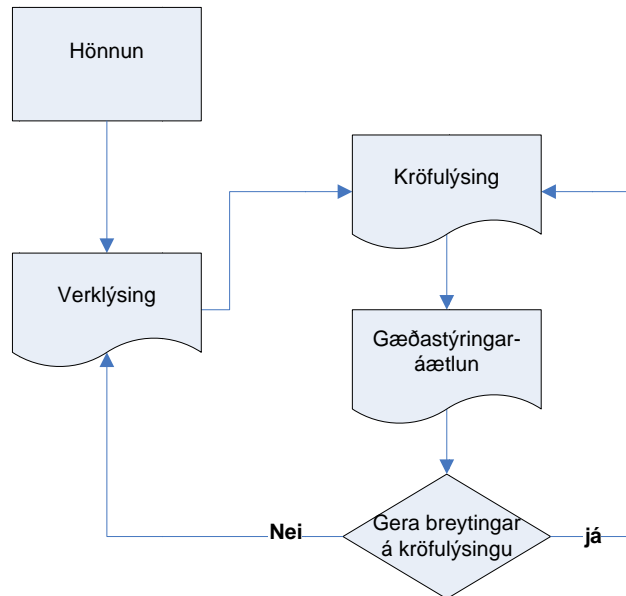 Hönnun
Kröfulýsing
Verklýsing
Gæðastýringar-
áætlun
Gera breytingar
á kröfulýsingu
Nei
já